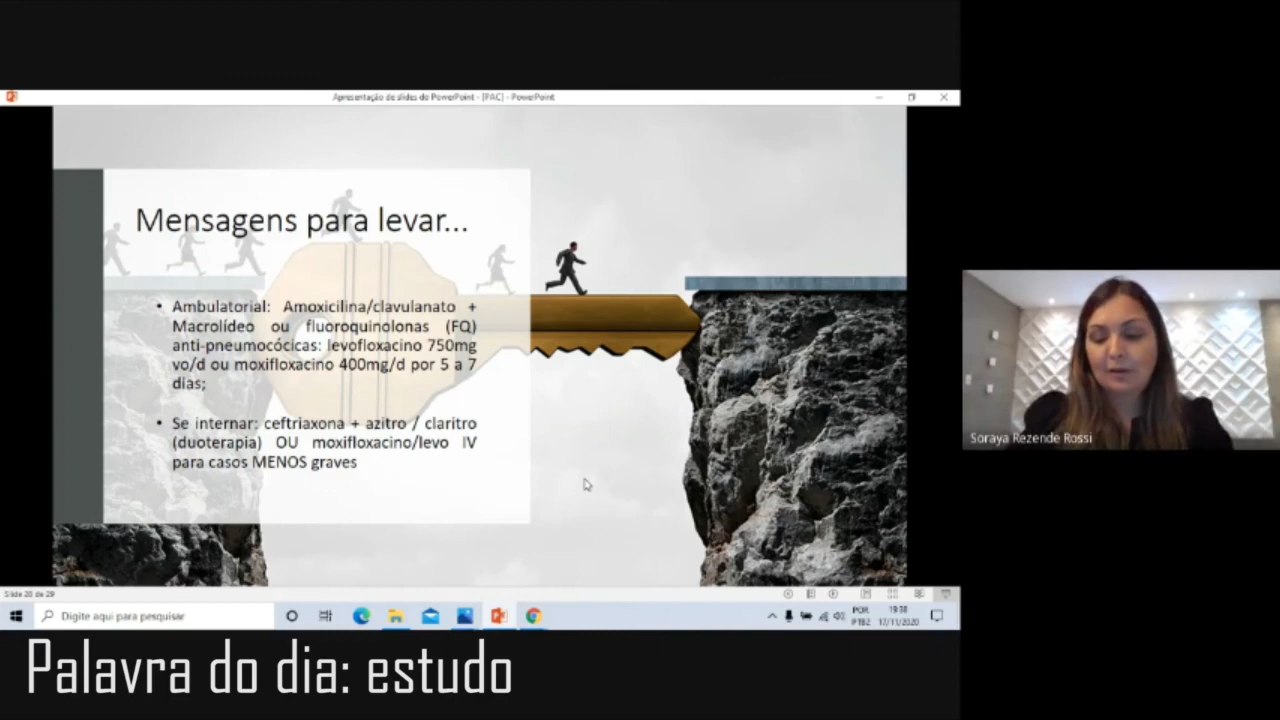 Apresentação de slides do PowerPoint - [PAC] - PowerPoint
Mensagens para levar...
• Ambulatorial: Amoxicilina/clavulanato +
Macrolídeo ou fluoroquinolonas (FQ)
anti-pneumocócicas: levofloxacino 750mg
vo/d ou moxifloxacino 400mg/d por 5 a 7
dias;
• Se internar: ceftriaxona + azitro / claritro
(duoterapia) OU moxifloxacino/levo IV
para casos MENOS graves
Soraya Rezende Rossi
Slide 28 de 29
Digite aqui para pesquisar
POR
PTB2
19:38
17/11/2020
Palavra do dia: estudo